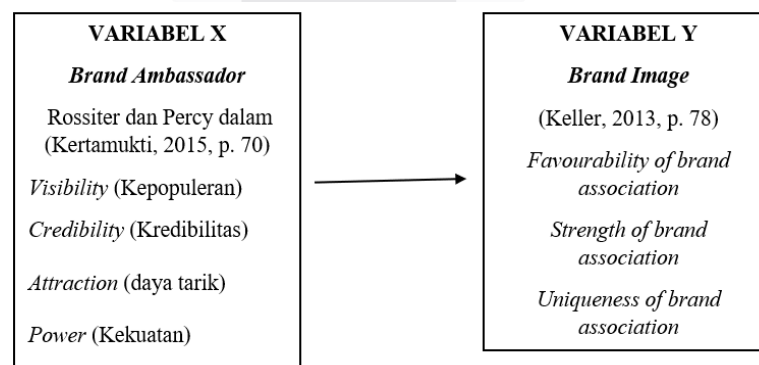 VARIABEL X
Brand Ambassador
Rossiter dan Percy dalam
(Kertamukti, 2015, p. 70)
Visibility (Kepopuleran)
Credibility (Kredibilitas)
Attraction (daya tarik)
Power (Kekuatan)
VARIABEL Y
Brand Image
(Keller, 2013, p. 78)
Favourability of brand
association
Strength of brand
association
Uniqueness of brand
association